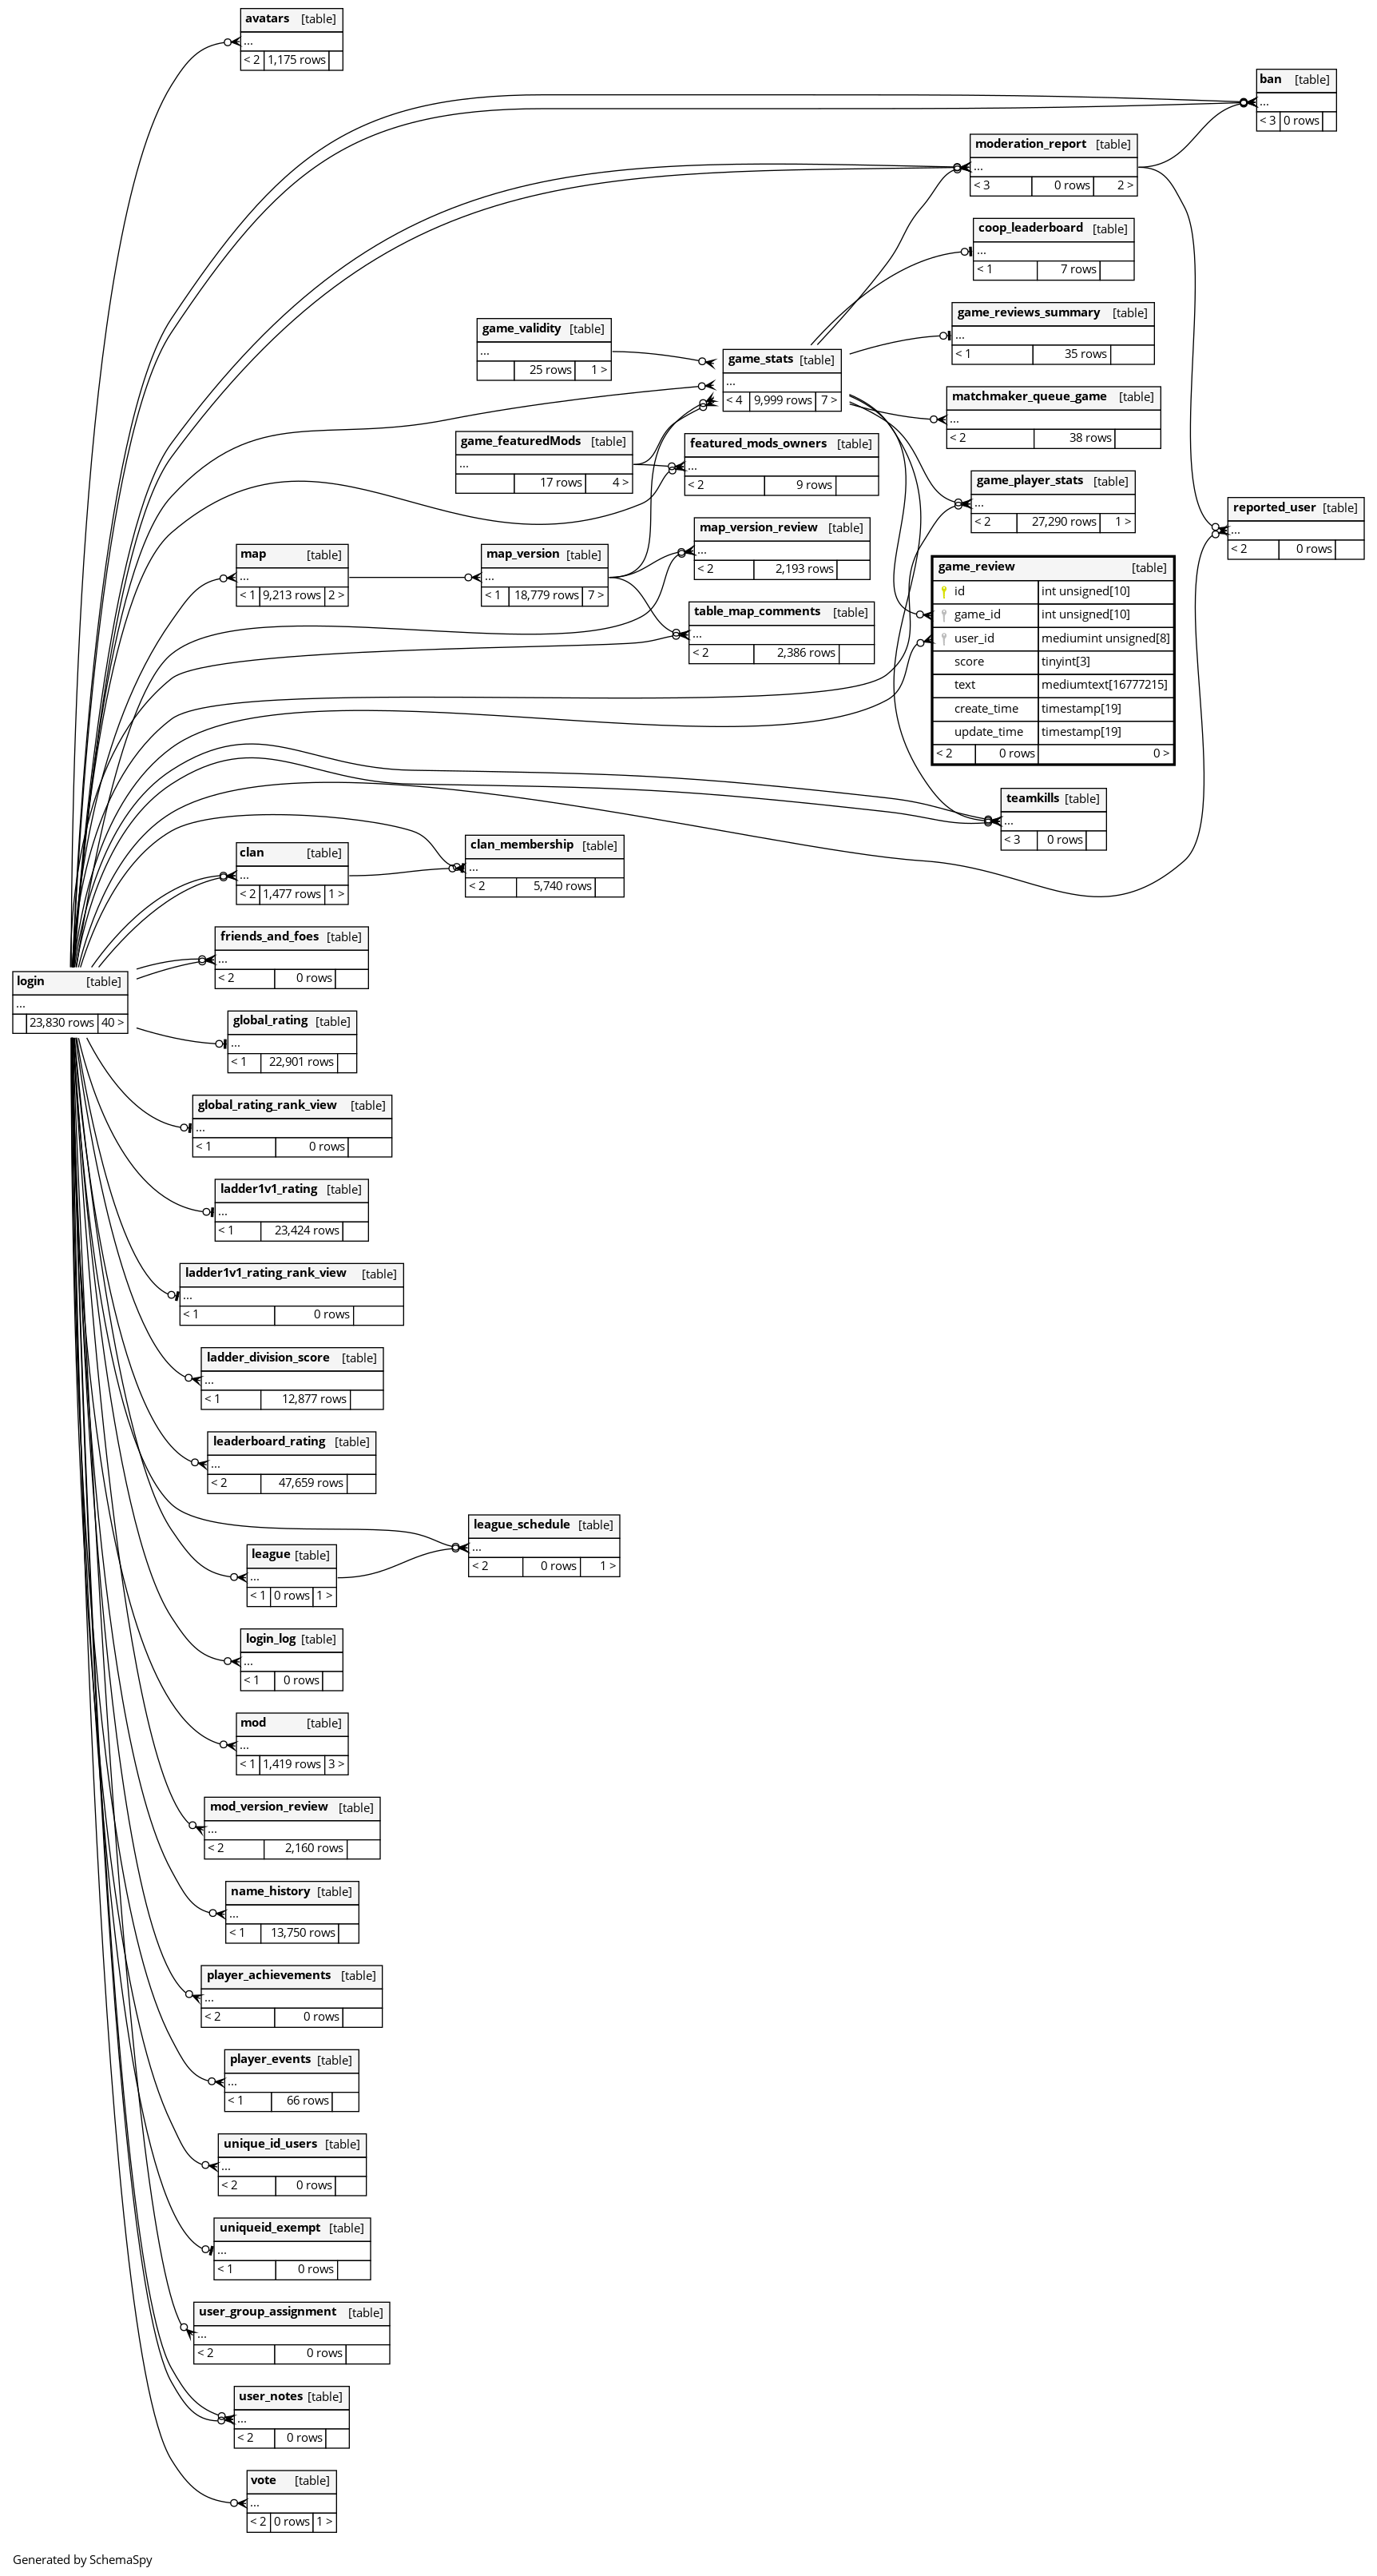 avatars [table]
...
< 2 1,175 rows
ban [table]
...
< 3 0 rows
moderation_report [table]
...
< 3 0 rows 2 >
coop_leaderboard [table]
...
< 1 7 rows
game_reviews_summary [table]
...
< 1 35 rows
game_validity [table]
...
25 rows 1 >
game_stats [table]
...
< 4 9,999 rows 7 >
matchmaker_queue_game [table]
...
< 2 38 rows
game_featuredMods [table]
...
17 rows 4 >
featured_mods_owners [table]
...
< 2 9 rows
game_player_stats [table]
...
< 2 27,290 rows 1 >
reported_user [table]
...
< 2 0 rows
map [table]
...
< 1 9,213 rows 2 >
map_version [table]
...
< 1 18,779 rows 7 >
map_version_review [table]
...
< 2 2,193 rows
table_map_comments [table]
...
< 2 2,386 rows
game_review [table]
id int unsigned[10]
game_id int unsigned[10]
user_id mediumint unsigned[8]
score tinyint[3]
text mediumtext[16777215]
create_time timestamp[19]
update_time timestamp[19]
< 2 0 rows 0 >
teamkills [table]
...
< 3 0 rows
clan [table]
...
< 2 1,477 rows 1 >
clan_membership [table]
...
< 2 5,740 rows
friends_and_foes [table]
...
< 2 0 rows
login [table]
...
23,830 rows 40 >
global_rating [table]
...
< 1 22,901 rows
global_rating_rank_view [table]
...
< 1 0 rows
ladder1v1_rating [table]
...
< 1 23,424 rows
ladder1v1_rating_rank_view [table]
...
< 1 0 rows
ladder_division_score [table]
...
< 1 12,877 rows
leaderboard_rating [table]
...
< 2 47,659 rows
league_schedule [table]
...
< 2 0 rows 1 >
league [table]
...
< 1 0 rows 1 >
login_log [table]
...
< 1 0 rows
mod [table]
...
< 1 1,419 rows 3 >
mod_version_review [table]
...
< 2 2,160 rows
name_history [table]
...
< 1 13,750 rows
player_achievements [table]
...
< 2 0 rows
player_events [table]
...
< 1 66 rows
unique_id_users [table]
...
< 2 0 rows
uniqueid_exempt [table]
...
< 1 0 rows
user_group_assignment [table]
...
< 2 0 rows
user_notes [table]
...
< 2 0 rows
vote [table]
...
< 2 0 rows 1 >
Generated by SchemaSpy